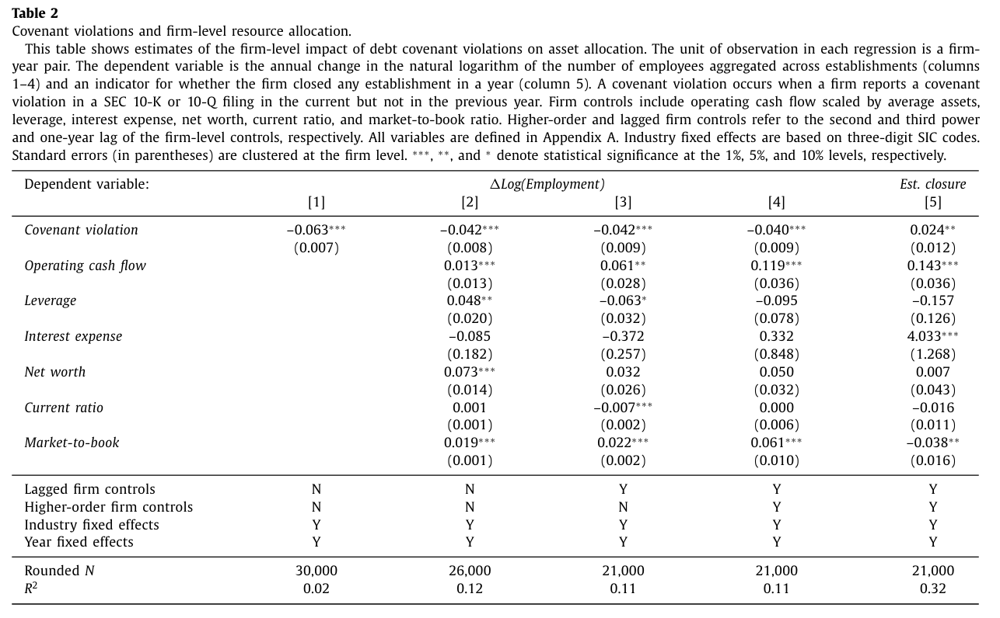 Table 2
Covenant violations and firm-level resource allocation.
This table shows estimates of the firm-level impact of debt covenant violations on asset allocation. The unit of observation in each regression is a firm-
year pair. The dependent variable is the annual change in the natural logarithm of the number of employees aggregated across establishments (columns
1–4) and an indicator for whether the firm closed any establishment in a year (column 5). A covenant violation occurs when a firm reports a covenant
violation in a SEC 10-K or 10-Q filing in the current but not in the previous year. Firm controls include operating cash flow scaled by average assets,
leverage, interest expense, net worth, current ratio, and market-to-book ratio. Higher-order and lagged firm controls refer to the second and third power
and one-year lag of the firm-level controls, respectively. All variables are defined in Appendix A. Industry fixed effects are based on three-digit SIC codes.
Standard errors (in parentheses) are clustered at the firm level. ***, **, and * denote statistical significance at the 1%, 5%, and 10% levels, respectively.
Dependent variable: ΔLog(Employment) Est. closure
[1] [2] [3] [4] [5]
Covenant violation –0.063*** –0.042*** –0.042*** –0.040*** 0.024**
(0.007) (0.008) (0.009) (0.009) (0.012)
Operating cash flow 0.013*** 0.061** 0.119*** 0.143***
(0.013) (0.028) (0.036) (0.036)
Leverage 0.048** –0.063* –0.095 –0.157
(0.020) (0.032) (0.078) (0.126)
Interest expense –0.085 –0.372 0.332 4.033***
(0.182) (0.257) (0.848) (1.268)
Net worth 0.073*** 0.032 0.050 0.007
(0.014) (0.026) (0.032) (0.043)
Current ratio 0.001 –0.007*** 0.000 –0.016
(0.001) (0.002) (0.006) (0.011)
Market-to-book 0.019*** 0.022*** 0.061*** –0.038**
(0.001) (0.002) (0.010) (0.016)
Lagged firm controls N N Y Y Y
Higher-order firm controls N N N Y Y
Industry fixed effects Y Y Y Y Y
Year fixed effects Y Y Y Y Y
Rounded N 30,000 26,000 21,000 21,000 21,000
R² 0.02 0.12 0.11 0.11 0.32